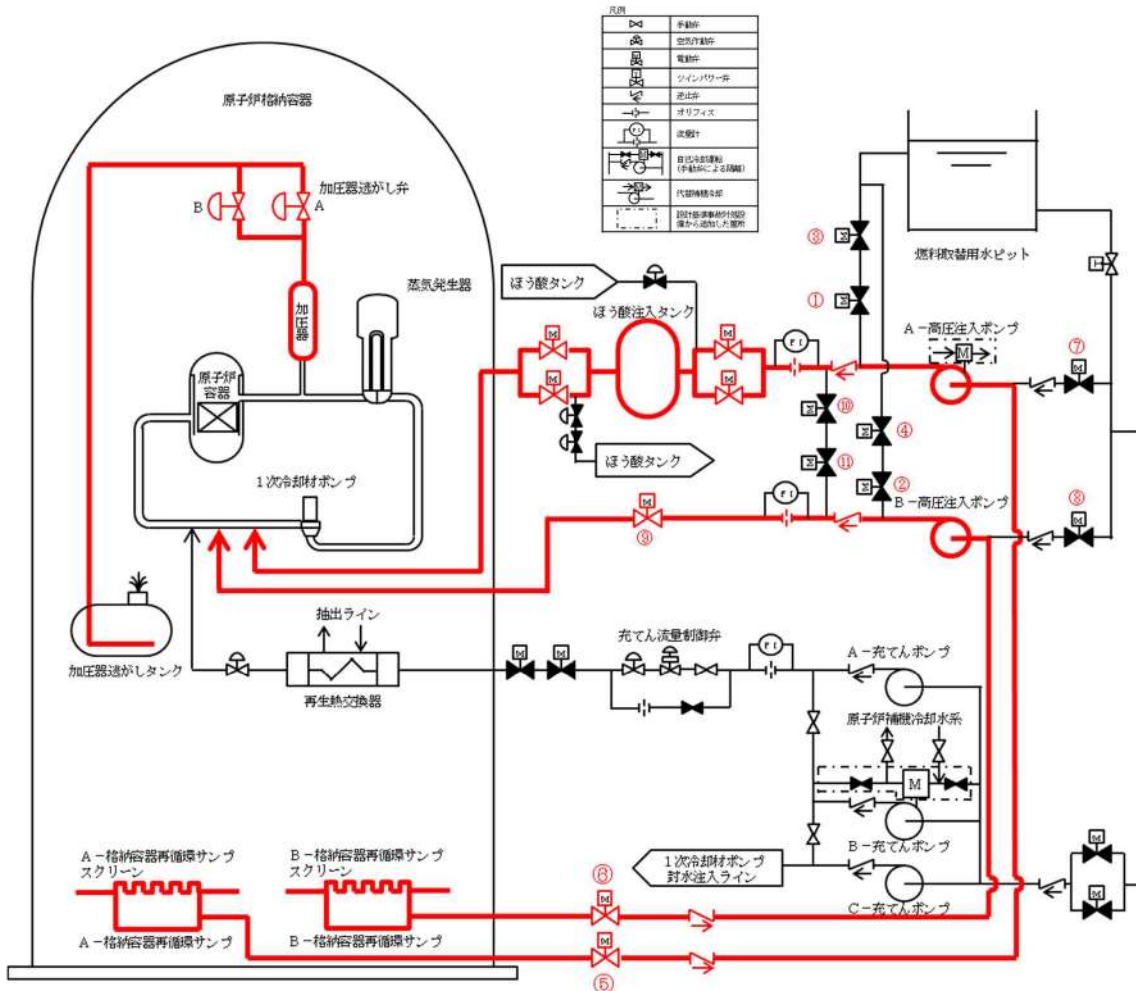 凡例
手動弁
空気作動弁
電動弁
ツインパワー弁
逆止弁
オリフィス
FI
流量計
M
自己冷却運転
(手動弁による隔離)
M
代替補機冷却
設計基準事故対処設
備から追加した箇所
原子炉格納容器
加圧器逃がし弁
B
A
加圧器
蒸気発生器
原子炉
容器
1次冷却材ポンプ
加圧器逃がしタンク
ほう酸タンク
ほう酸注入タンク
M
M
M
M
FI
ほう酸タンク
③
M
①
M
燃料取替用水ピット
T
A-高圧注入ポンプ
M
⑦
M
⑩
M
④
M
⑪
M
②
M
B-高圧注入ポンプ
FI
M
⑨
⑧
M
抽出ライン
再生熱交換器
M
M
充てん流量制御弁
FI
A-充てんポンプ
原子炉補機冷却水系
M
B-充てんポンプ
1次冷却材ポンプ
封水注入ライン
C-充てんポンプ
M
M
A-格納容器再循環サンプ
スクリーン
B-格納容器再循環サンプ
スクリーン
A-格納容器再循環サンプ
B-格納容器再循環サンプ
⑥
M
M
⑤